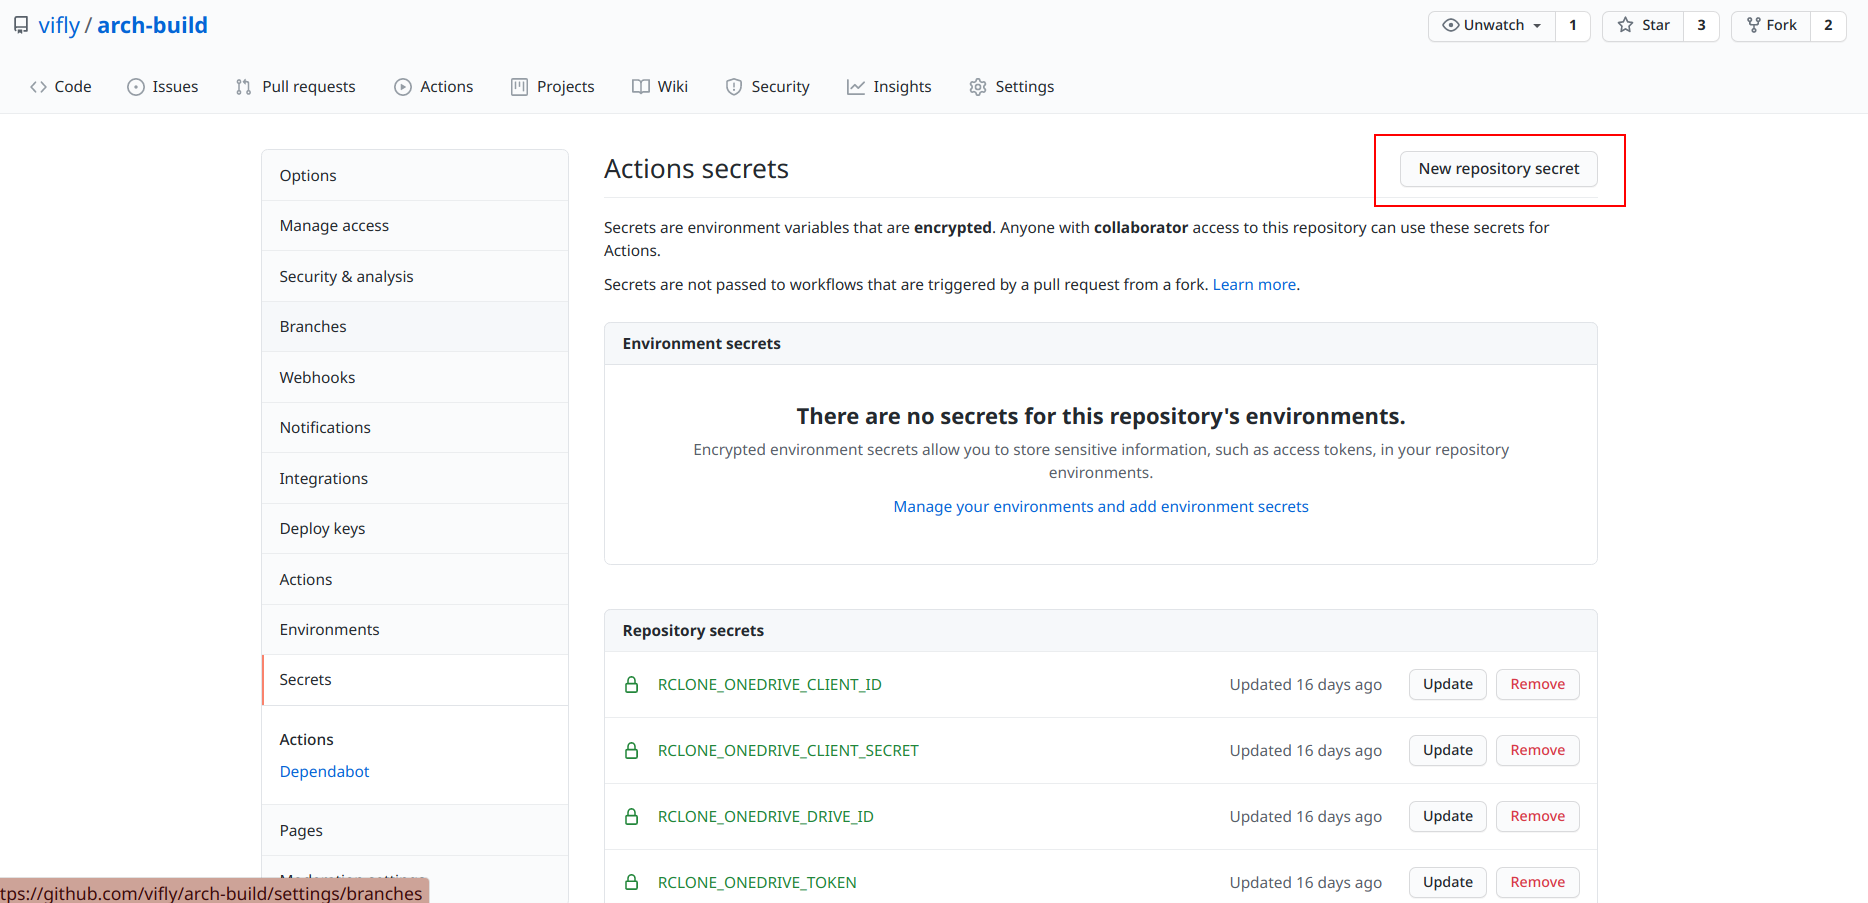 vifly / arch-build
Unwatch 1 Star 3 Fork 2
Code Issues Pull requests Actions Projects Wiki Security Insights Settings
Options
Manage access
Security & analysis
Branches
Webhooks
Notifications
Integrations
Deploy keys
Actions
Environments
Secrets
Actions
Dependabot
Pages
Moderation settings
tps://github.com/vifly/arch-build/settings/branches
Actions secrets
New repository secret
Secrets are environment variables that are encrypted. Anyone with collaborator access to this repository can use these secrets for
Actions.
Secrets are not passed to workflows that are triggered by a pull request from a fork. Learn more.
Environment secrets
There are no secrets for this repository's environments.
Encrypted environment secrets allow you to store sensitive information, such as access tokens, in your repository
environments.
Manage your environments and add environment secrets
Repository secrets
RCLONE_ONEDRIVE_CLIENT_ID Updated 16 days ago Update Remove
RCLONE_ONEDRIVE_CLIENT_SECRET Updated 16 days ago Update Remove
RCLONE_ONEDRIVE_DRIVE_ID Updated 16 days ago Update Remove
RCLONE_ONEDRIVE_TOKEN Updated 16 days ago Update Remove